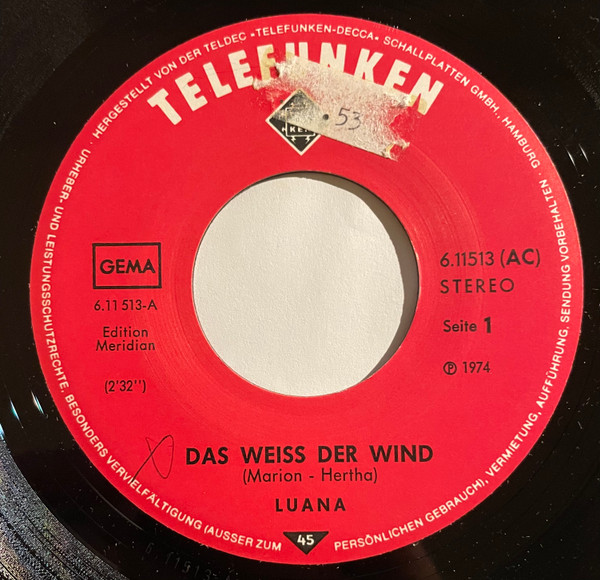 · HERGESTELLT VON DER TELDEC »TELEFUNKEN-DECCA« SCHALLPLATTEN GMBH., HAMBURG ·
TELEFUNKEN
53
GEMA
6.11 513-A
Edition
Meridian
(2'32'')
6.11513 (AC)
STEREO
Seite 1
℗ 1974
DAS WEISS DER WIND
(Marion - Hertha)
LUANA
45
URHEBER- UND LEISTUNGSSCHUTZRECHTE, BESONDERS VERVIELFÄLTIGUNG (AUSSER ZUM PERSÖNLICHEN GEBRAUCH), VERMIETUNG, AUFFÜHRUNG, SENDUNG VORBEHALTEN